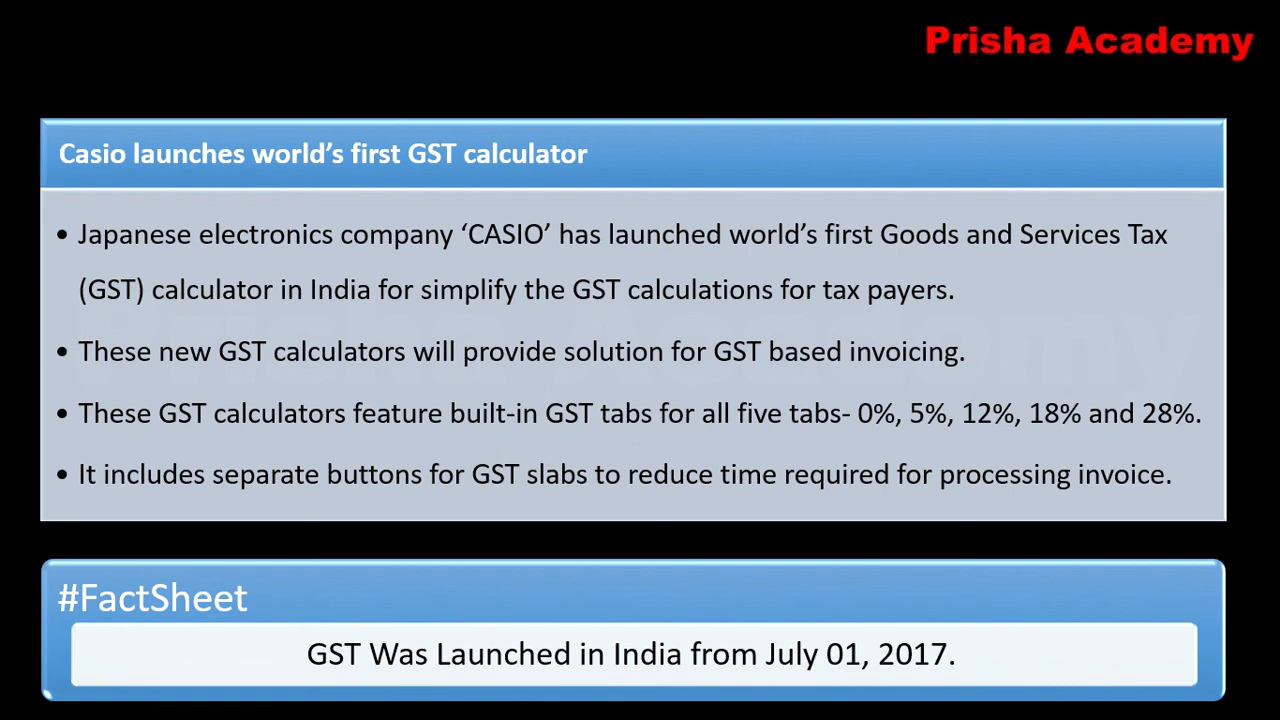 Prisha Academy
Casio launches world’s first GST calculator
• Japanese electronics company ‘CASIO’ has launched world’s first Goods and Services Tax
(GST) calculator in India for simplify the GST calculations for tax payers.
• These new GST calculators will provide solution for GST based invoicing.
• These GST calculators feature built-in GST tabs for all five tabs- 0%, 5%, 12%, 18% and 28%.
• It includes separate buttons for GST slabs to reduce time required for processing invoice.
#FactSheet
GST Was Launched in India from July 01, 2017.